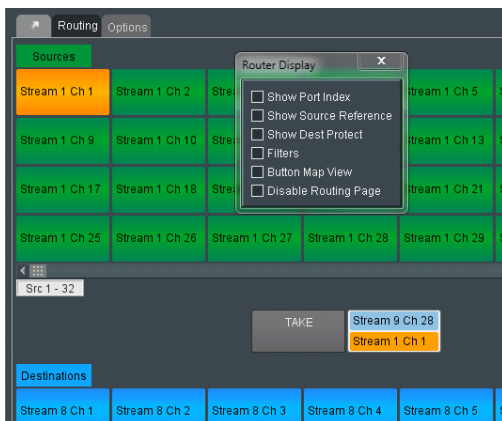 Routing Options
Sources
Router Display x
Stream 1 Ch 1 Stream 1 Ch 2 Stream 1 Ch 5
Show Port Index
Show Source Reference
Show Dest Protect
Filters
Button Map View
Disable Routing Page
Stream 1 Ch 9 Stream 1 Ch 10 Stream 1 Ch 13
Stream 1 Ch 17 Stream 1 Ch 18 Stream 1 Ch 21
Stream 1 Ch 25 Stream 1 Ch 26 Stream 1 Ch 27 Stream 1 Ch 28 Stream 1 Ch 29
Src 1 - 32
TAKE
Stream 9 Ch 28
Stream 1 Ch 1
Destinations
Stream 8 Ch 1 Stream 8 Ch 2 Stream 8 Ch 3 Stream 8 Ch 4 Stream 8 Ch 5